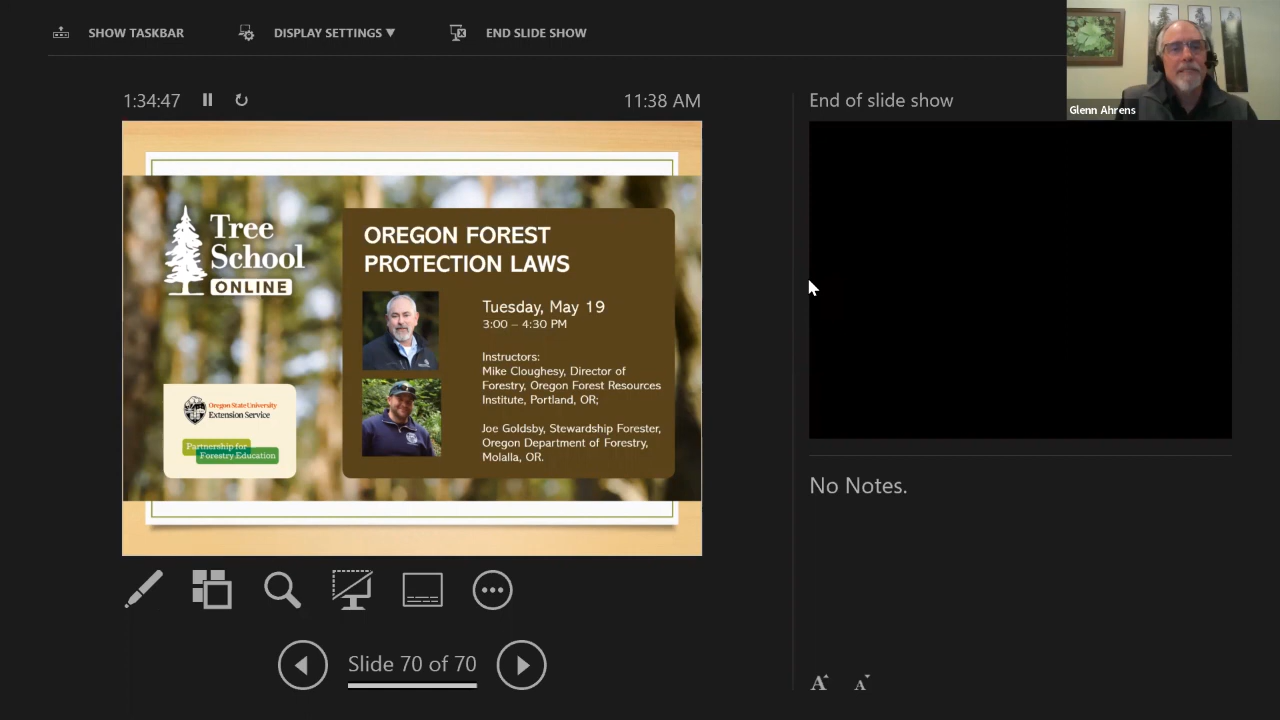 SHOW TASKBAR
DISPLAY SETTINGS ▼
END SLIDE SHOW
Glenn Ahrens
1:34:47
11:38 AM
End of slide show
Tree
School
ONLINE
OREGON FOREST
PROTECTION LAWS
Tuesday, May 19
3:00 – 4:30 PM
Instructors:
Mike Cloughesy, Director of
Forestry, Oregon Forest Resources
Institute, Portland, OR;
Joe Goldsby, Stewardship Forester,
Oregon Department of Forestry,
Molalla, OR.
Oregon State University
Extension Service
Partnership for
Forestry Education
No Notes.
Slide 70 of 70
A
A